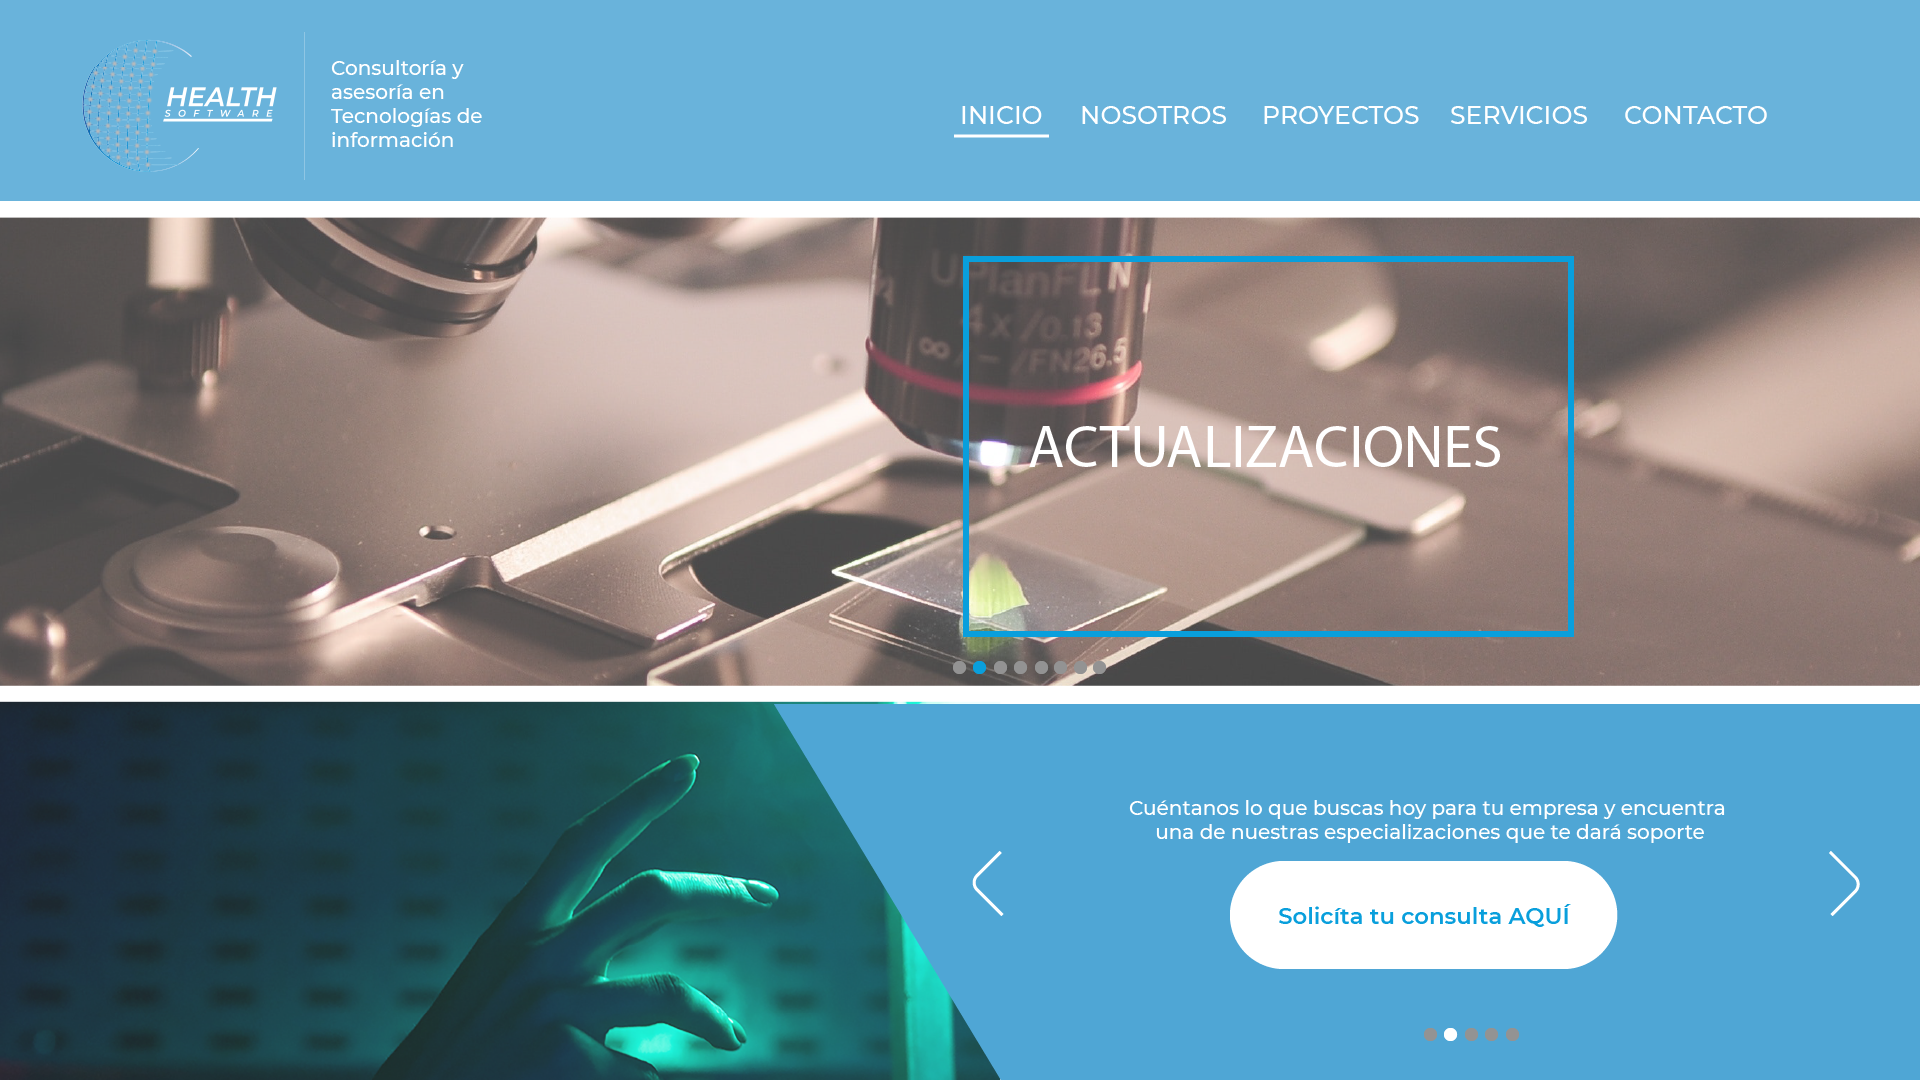 HEALTH
SOFTWARE
Consultoría y
asesoría en
Tecnologías de
información
INICIO NOSOTROS PROYECTOS SERVICIOS CONTACTO
UPlanFL N
4x/0.13
∞/–/FN26.5
ACTUALIZACIONES
Cuéntanos lo que buscas hoy para tu empresa y encuentra
una de nuestras especializaciones que te dará soporte
Solicíta tu consulta AQUÍ